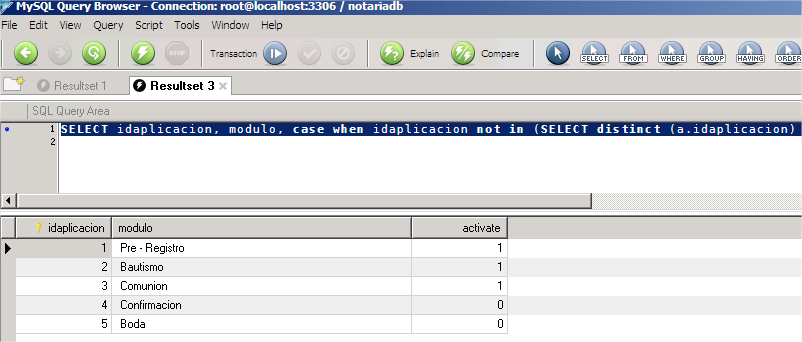 MySQL Query Browser - Connection: root@localhost:3306 / notariadb
File Edit View Query Script Tools Window Help
Transaction Explain Compare SELECT FROM WHERE GROUP HAVING ORDER
Resultset 1 Resultset 3
SQL Query Area
1 SELECT idaplicacion, modulo, case when idaplicacion not in (SELECT distinct (a.idaplicacion)
2
idaplicacion modulo activate
1 Pre - Registro 1
2 Bautismo 1
3 Comunion 1
4 Confirmacion 0
5 Boda 0